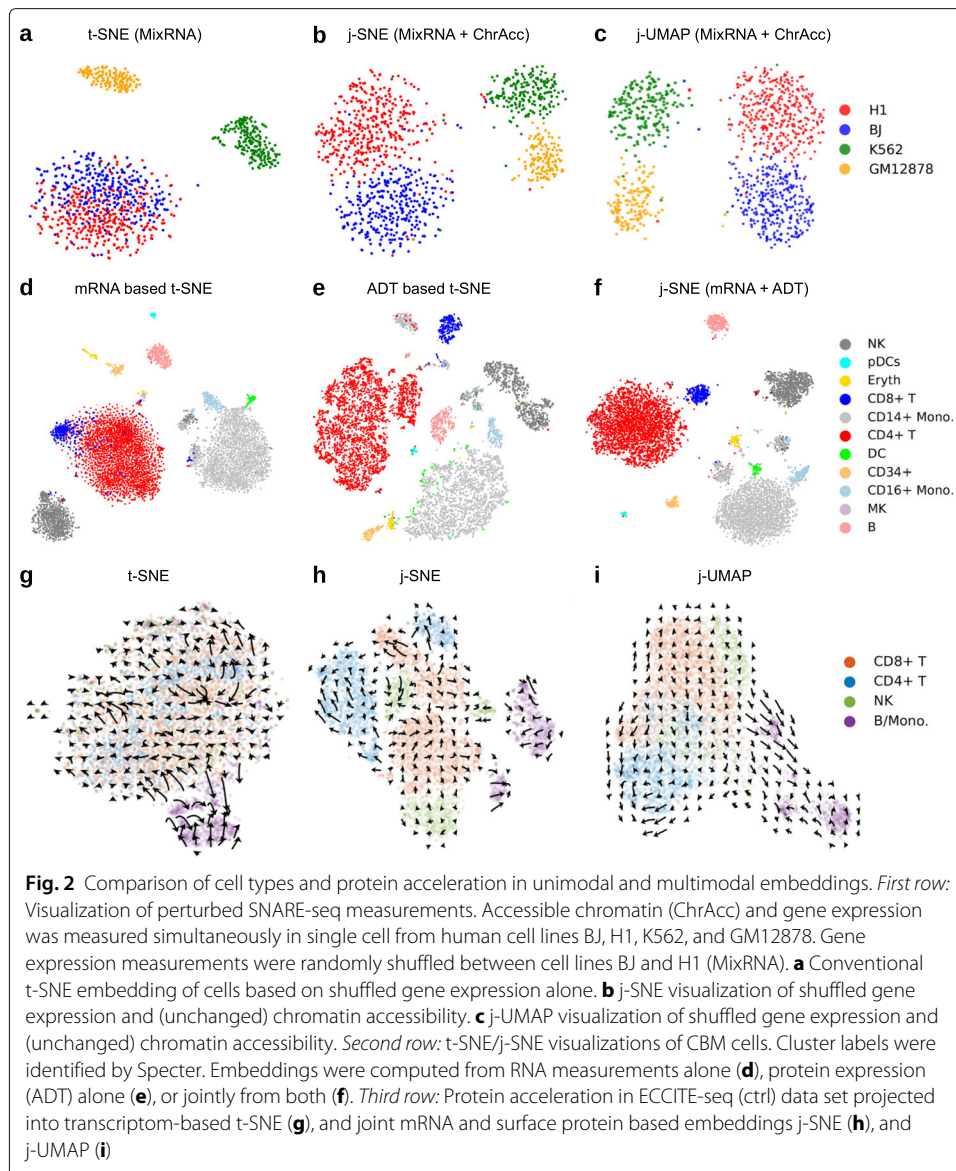 a t-SNE (MixRNA)
b j-SNE (MixRNA + ChrAcc)
c j-UMAP (MixRNA + ChrAcc)
H1
BJ
K562
GM12878
d mRNA based t-SNE
e ADT based t-SNE
f j-SNE (mRNA + ADT)
NK
pDCs
Eryth
CD8+ T
CD14+ Mono.
CD4+ T
DC
CD34+
CD16+ Mono.
MK
B
g t-SNE
h j-SNE
i j-UMAP
CD8+ T
CD4+ T
NK
B/Mono.
Fig. 2 Comparison of cell types and protein acceleration in unimodal and multimodal embeddings. First row:
Visualization of perturbed SNARE-seq measurements. Accessible chromatin (ChrAcc) and gene expression
was measured simultaneously in single cell from human cell lines BJ, H1, K562, and GM12878. Gene
expression measurements were randomly shuffled between cell lines BJ and H1 (MixRNA). a Conventional
t-SNE embedding of cells based on shuffled gene expression alone. b j-SNE visualization of shuffled gene
expression and (unchanged) chromatin accessibility. c j-UMAP visualization of shuffled gene expression and
(unchanged) chromatin accessibility. Second row: t-SNE/j-SNE visualizations of CBM cells. Cluster labels were
identified by Specter. Embeddings were computed from RNA measurements alone (d), protein expression
(ADT) alone (e), or jointly from both (f). Third row: Protein acceleration in ECCITE-seq (ctrl) data set projected
into transcriptom-based t-SNE (g), and joint mRNA and surface protein based embeddings j-SNE (h), and
j-UMAP (i)